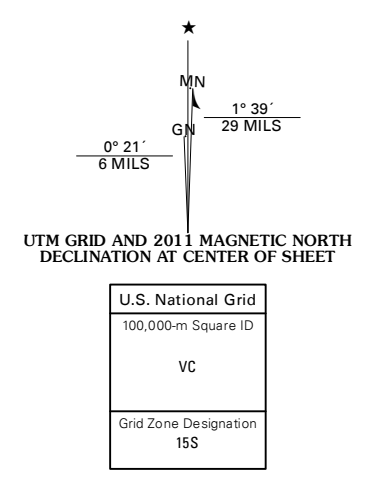 MN
1° 39´
29 MILS
GN
0° 21´
6 MILS
UTM GRID AND 2011 MAGNETIC NORTH
DECLINATION AT CENTER OF SHEET
U.S. National Grid
100,000-m Square ID
VC
Grid Zone Designation
15S